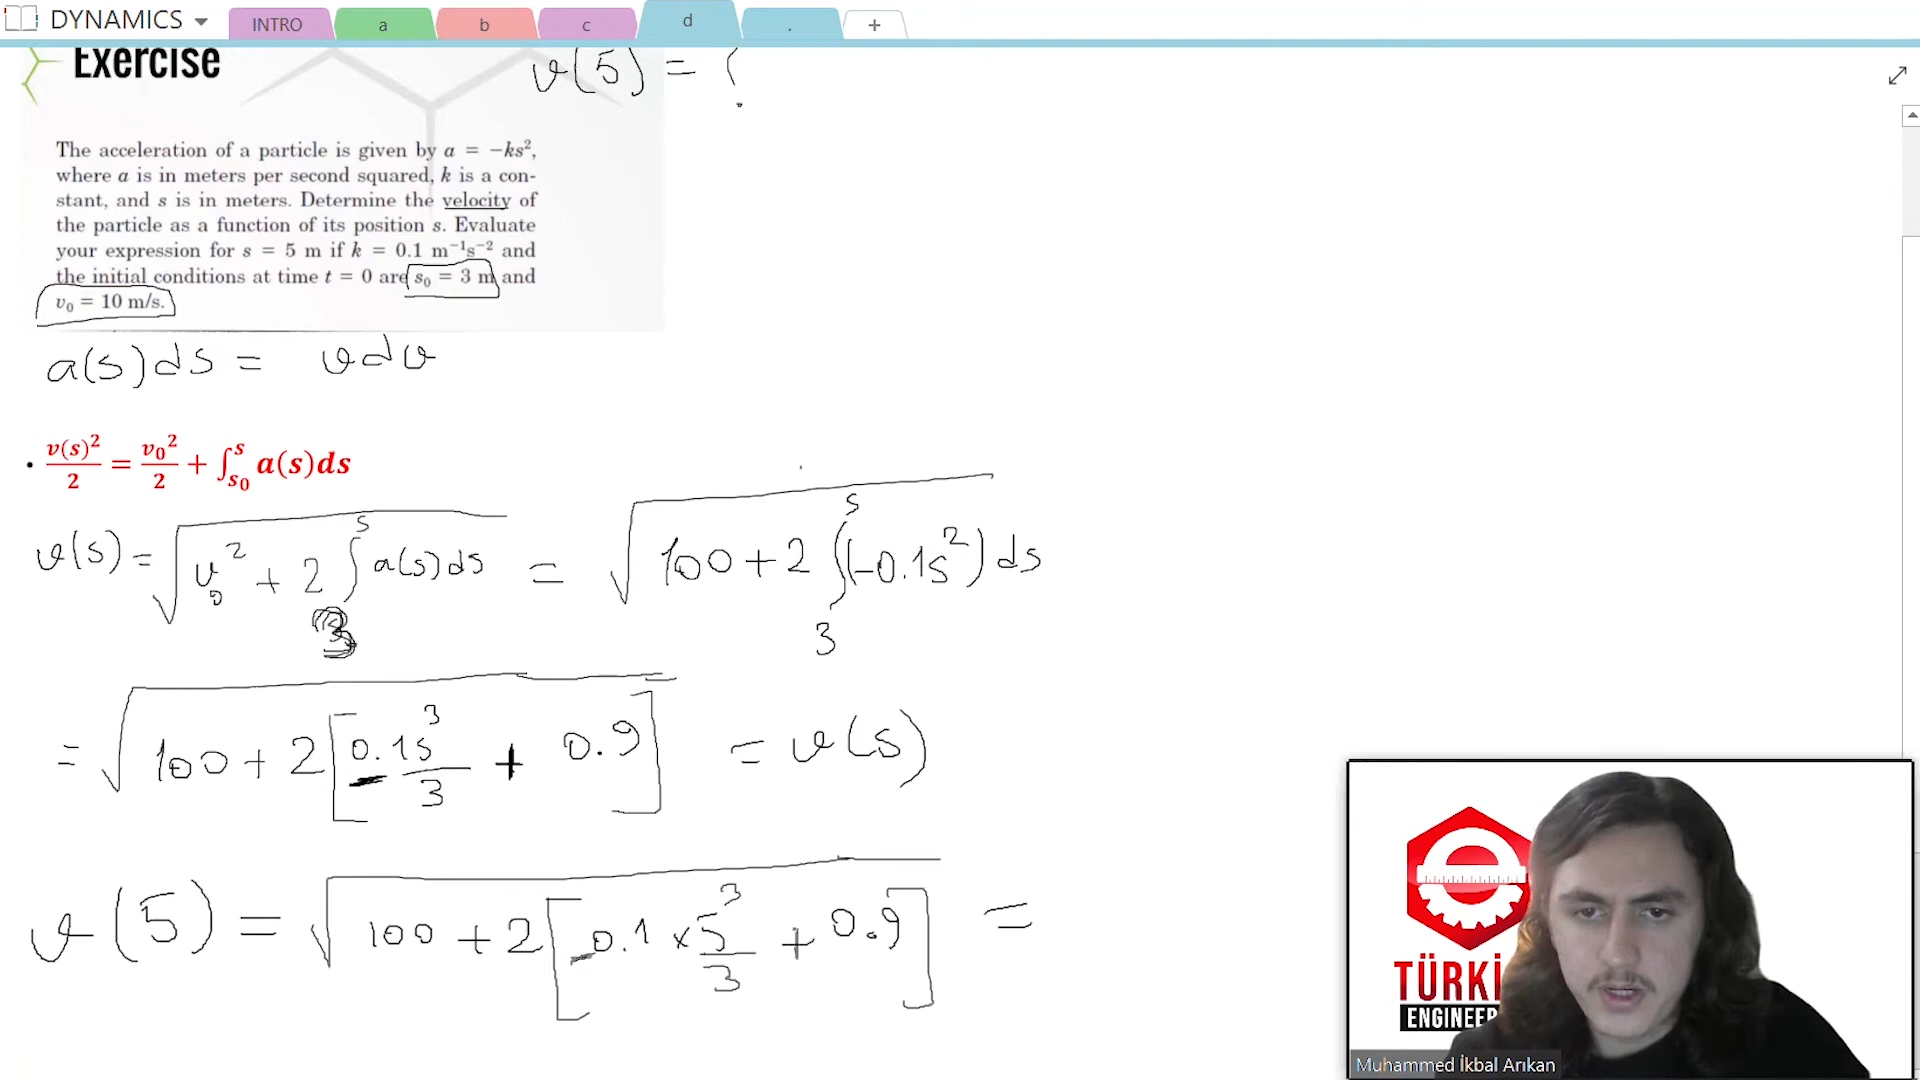 DYNAMICS
INTRO a b c d . +
Exercise
v(5) = ?
The acceleration of a particle is given by a = −ks²,
where a is in meters per second squared, k is a con-
stant, and s is in meters. Determine the velocity of
the particle as a function of its position s. Evaluate
your expression for s = 5 m if k = 0.1 m⁻¹s⁻² and
the initial conditions at time t = 0 are s₀ = 3 m and
v₀ = 10 m/s.
a(s)ds = vdv
• v(s)²/2 = v₀²/2 + ∫ₛ₀ˢ a(s)ds
v(s) = √(v₀² + 2 ∫₃ˢ a(s)ds) = √(100 + 2 ∫₃ˢ (−0.1s²) ds
= √(100 + 2[−0.1s³/3 + 0.9]) = v(s)
v(5) = √(100 + 2[−0.1×5³/3 + 0.9]) =
TÜRKİ
ENGINEER
Muhammed İkbal Arıkan